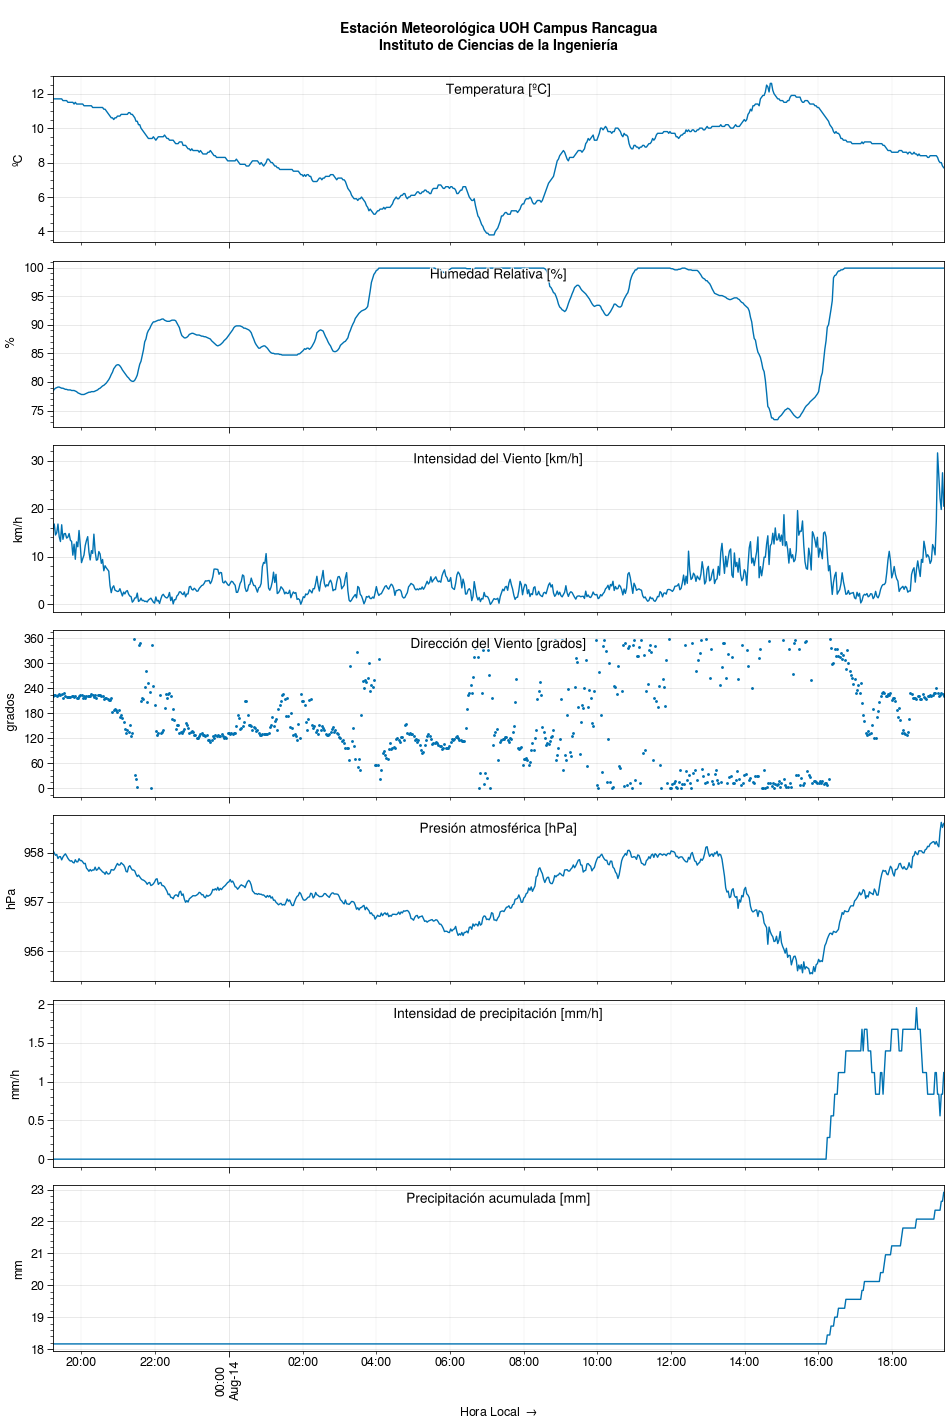 Estación Meteorológica UOH Campus Rancagua
Instituto de Ciencias de la Ingeniería
Temperatura [ºC]
12
10
8
6
4
ºC
Humedad Relativa [%]
100
95
90
85
80
75
%
Intensidad del Viento [km/h]
30
20
10
0
km/h
Dirección del Viento [grados]
360
300
240
180
120
60
0
grados
Presión atmosférica [hPa]
958
957
956
hPa
Intensidad de precipitación [mm/h]
2
1.5
1
0.5
0
mm/h
Precipitación acumulada [mm]
23
22
21
20
19
18
mm
20:00 22:00 00:00 02:00 04:00 06:00 08:00 10:00 12:00 14:00 16:00 18:00
Aug-14
Hora Local →